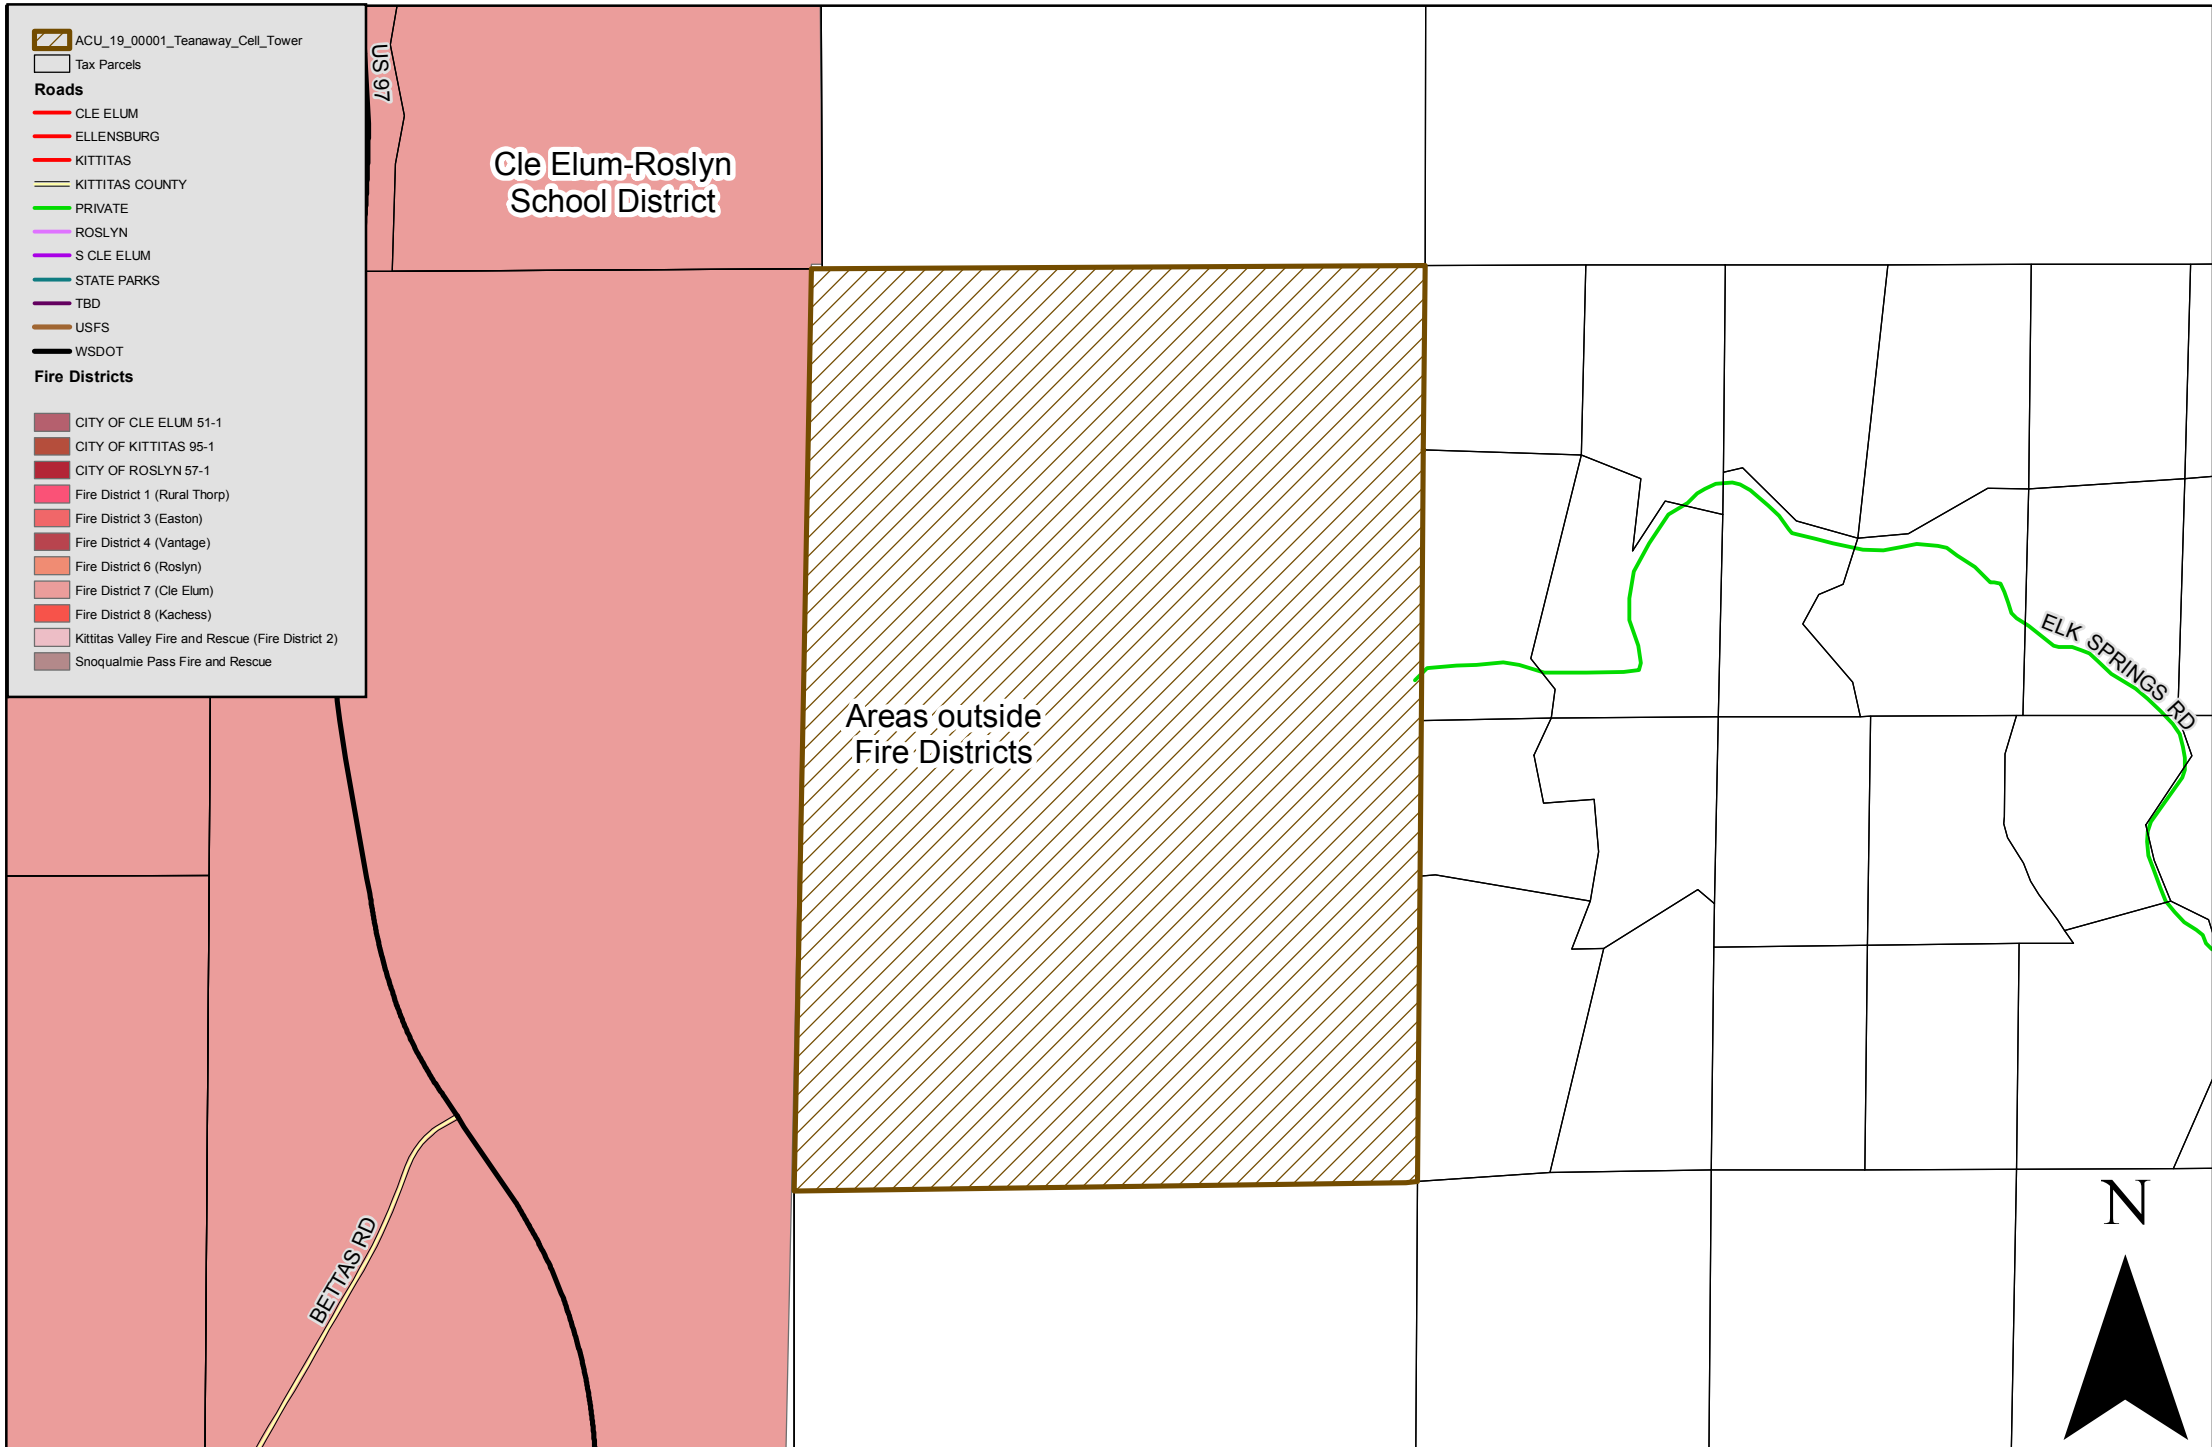 ACU_19_00001_Teanaway_Cell_Tower
Tax Parcels
Roads
CLE ELUM
ELLENSBURG
KITTITAS
KITTITAS COUNTY
PRIVATE
ROSLYN
S CLE ELUM
STATE PARKS
TBD
USFS
WSDOT
Fire Districts
CITY OF CLE ELUM 51-1
CITY OF KITTITAS 95-1
CITY OF ROSLYN 57-1
Fire District 1 (Rural Thorp)
Fire District 3 (Easton)
Fire District 4 (Vantage)
Fire District 6 (Roslyn)
Fire District 7 (Cle Elum)
Fire District 8 (Kachess)
Kittitas Valley Fire and Rescue (Fire District 2)
Snoqualmie Pass Fire and Rescue
US 97
Cle Elum-Roslyn
School District
Areas outside
Fire Districts
ELK SPRINGS RD
BETTAS RD
N